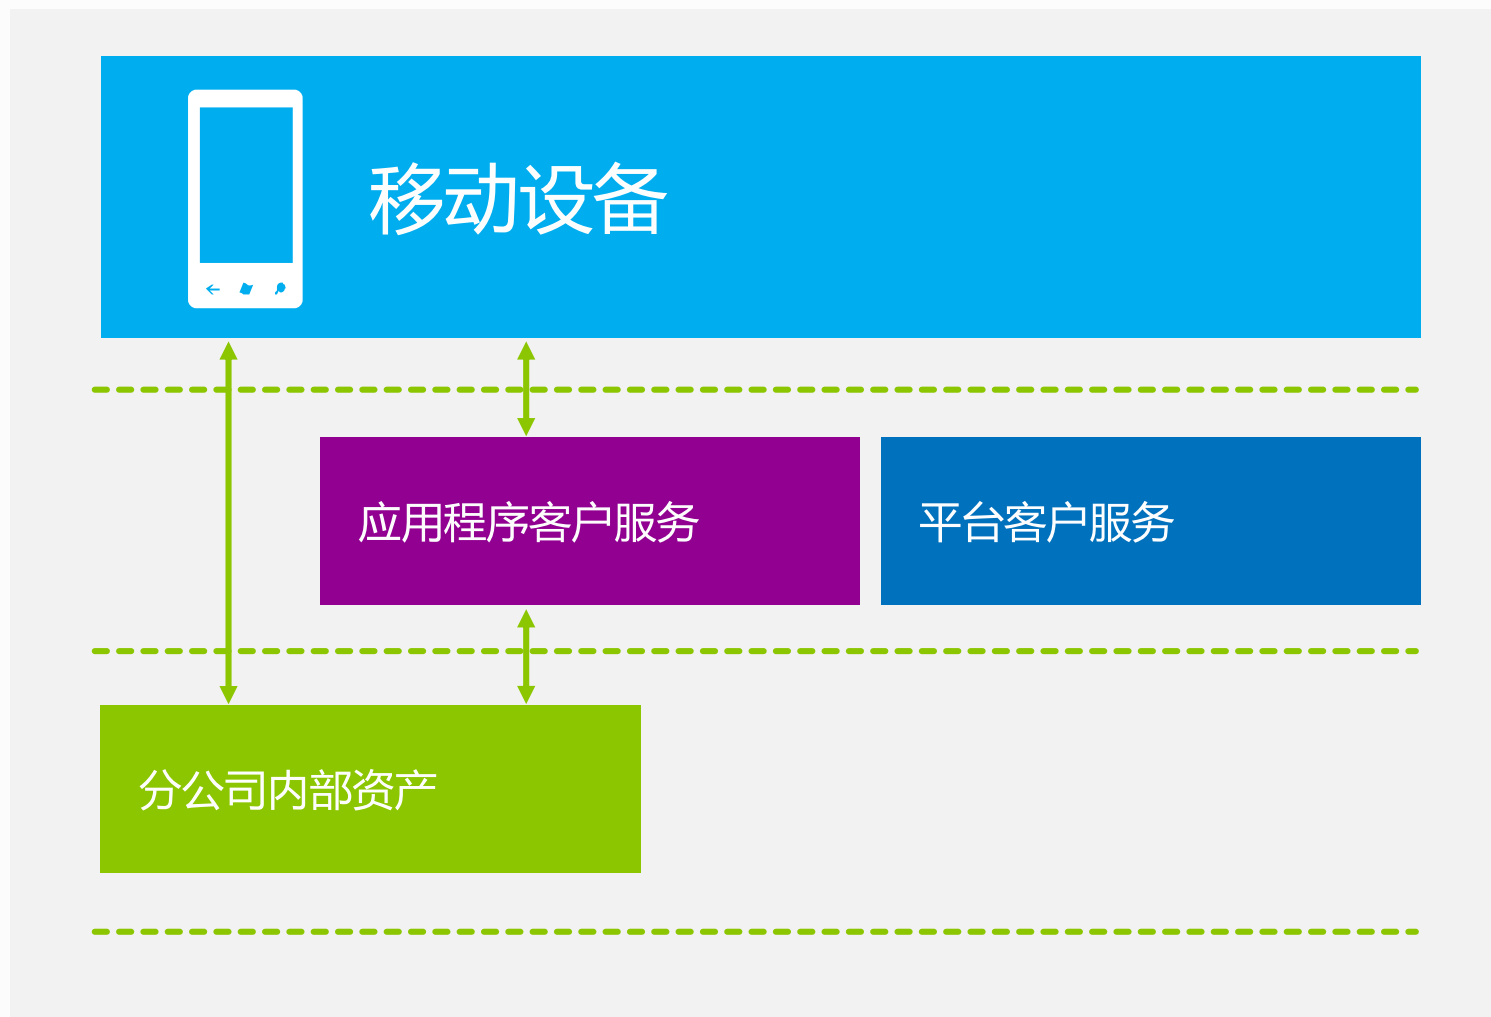 移动设备
应用程序客户服务
平台客户服务
分公司内部资产